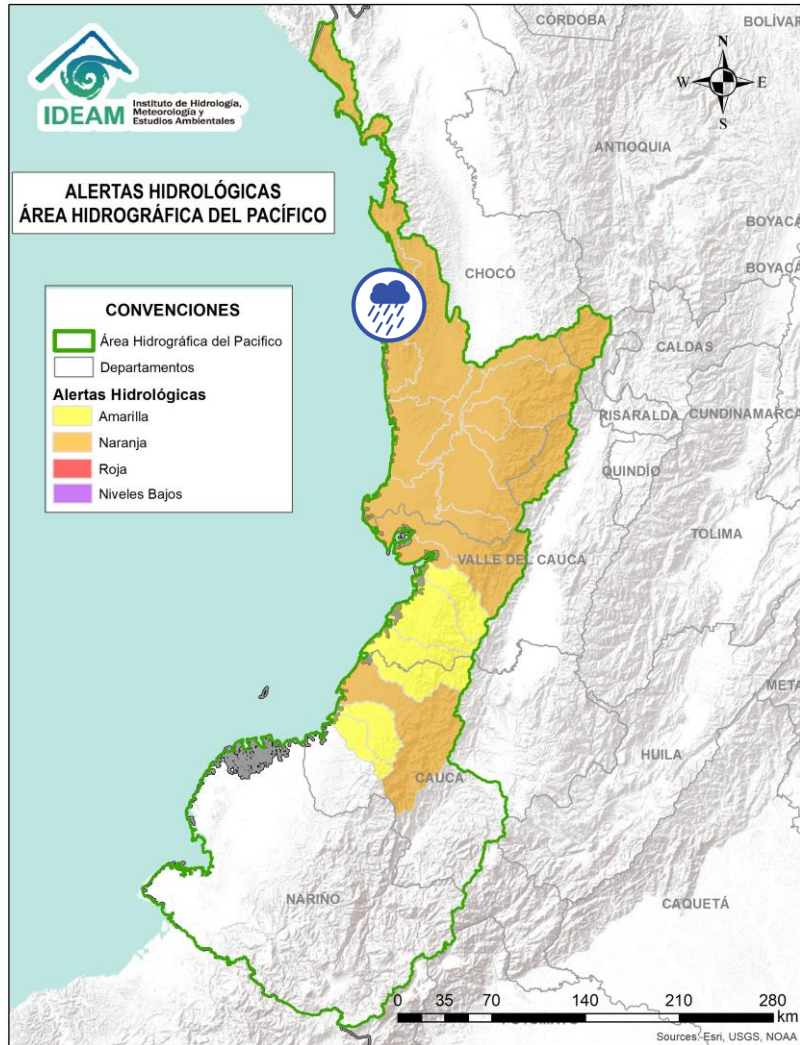 CÓRDOBA
BOLÍVAR
N
W E
S
IDEAM
Instituto de Hidrología,
Meteorología y
Estudios Ambientales
ANTIOQUIA
ALERTAS HIDROLÓGICAS
ÁREA HIDROGRÁFICA DEL PACÍFICO
BOYACÁ
BOYACÁ
CHOCÓ
CONVENCIONES
Área Hidrográfica del Pacifico
Departamentos
Alertas Hidrológicas
Amarilla
Naranja
Roja
Niveles Bajos
CALDAS
RISARALDA
CUNDINAMARCA
QUINDÍO
TOLIMA
VALLE DEL CAUCA
META
HUILA
CAUCA
NARIÑO
CAQUETÁ
0 35 70 140 210 280
km
Sources: Esri, USGS, NOAA